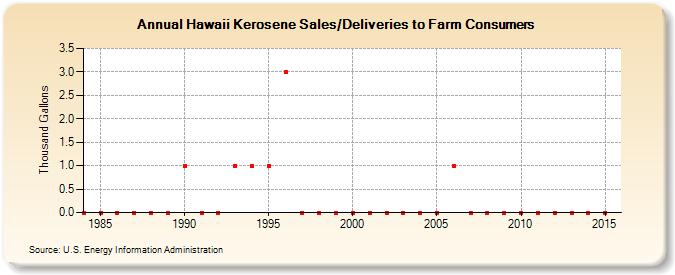 Annual Hawaii Kerosene Sales/Deliveries to Farm Consumers
Thousand Gallons
3.5
3.0
2.5
2.0
1.5
1.0
0.5
0.0
1985 1990 1995 2000 2005 2010 2015
Source: U.S. Energy Information Administration